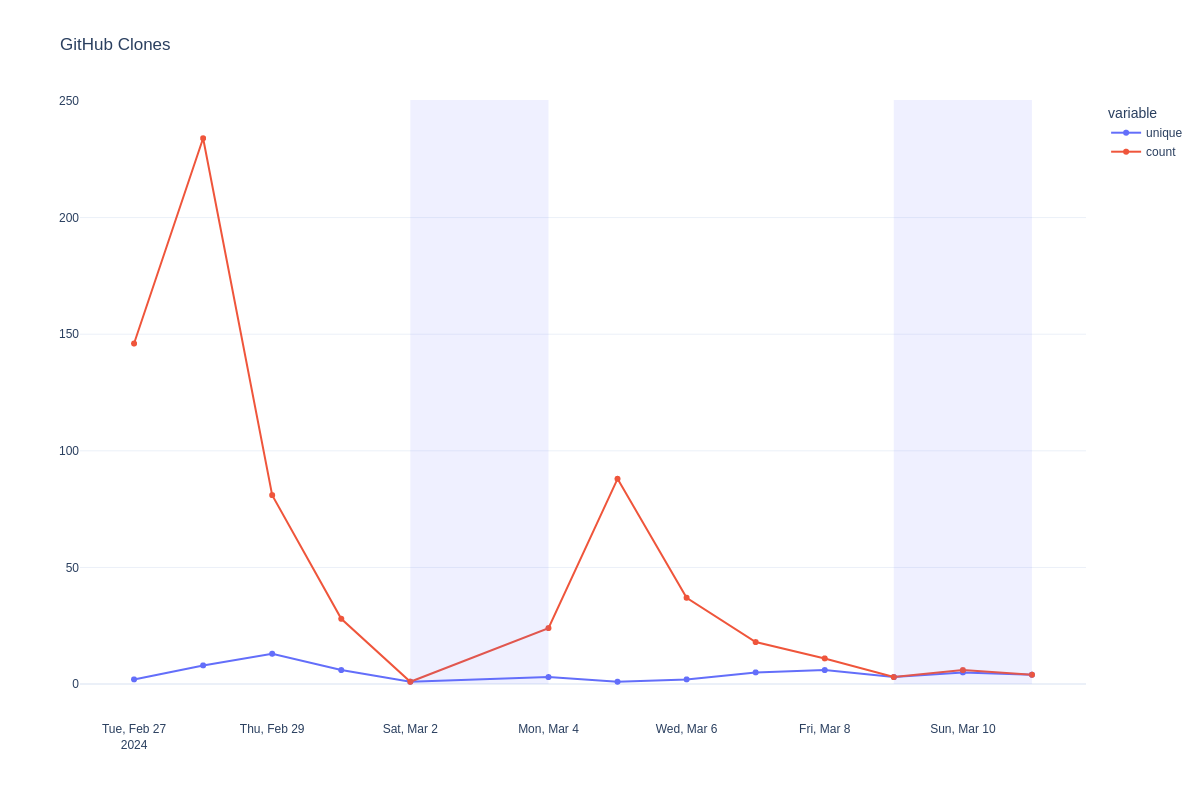 GitHub Clones
250
200
150
100
50
0
Tue, Feb 27
2024
Thu, Feb 29
Sat, Mar 2
Mon, Mar 4
Wed, Mar 6
Fri, Mar 8
Sun, Mar 10
variable
unique
count